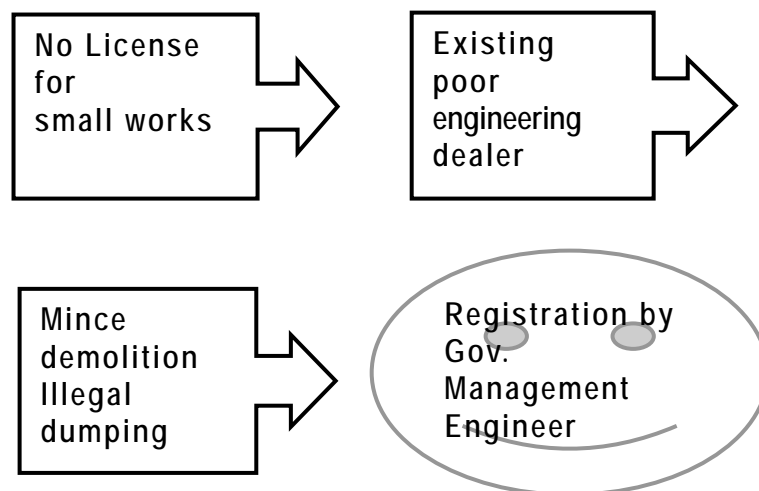 No License
for
small works
Existing
poor
engineering
dealer
Mince
demolition
Illegal
dumping
Registration by
Gov.
Management
Engineer